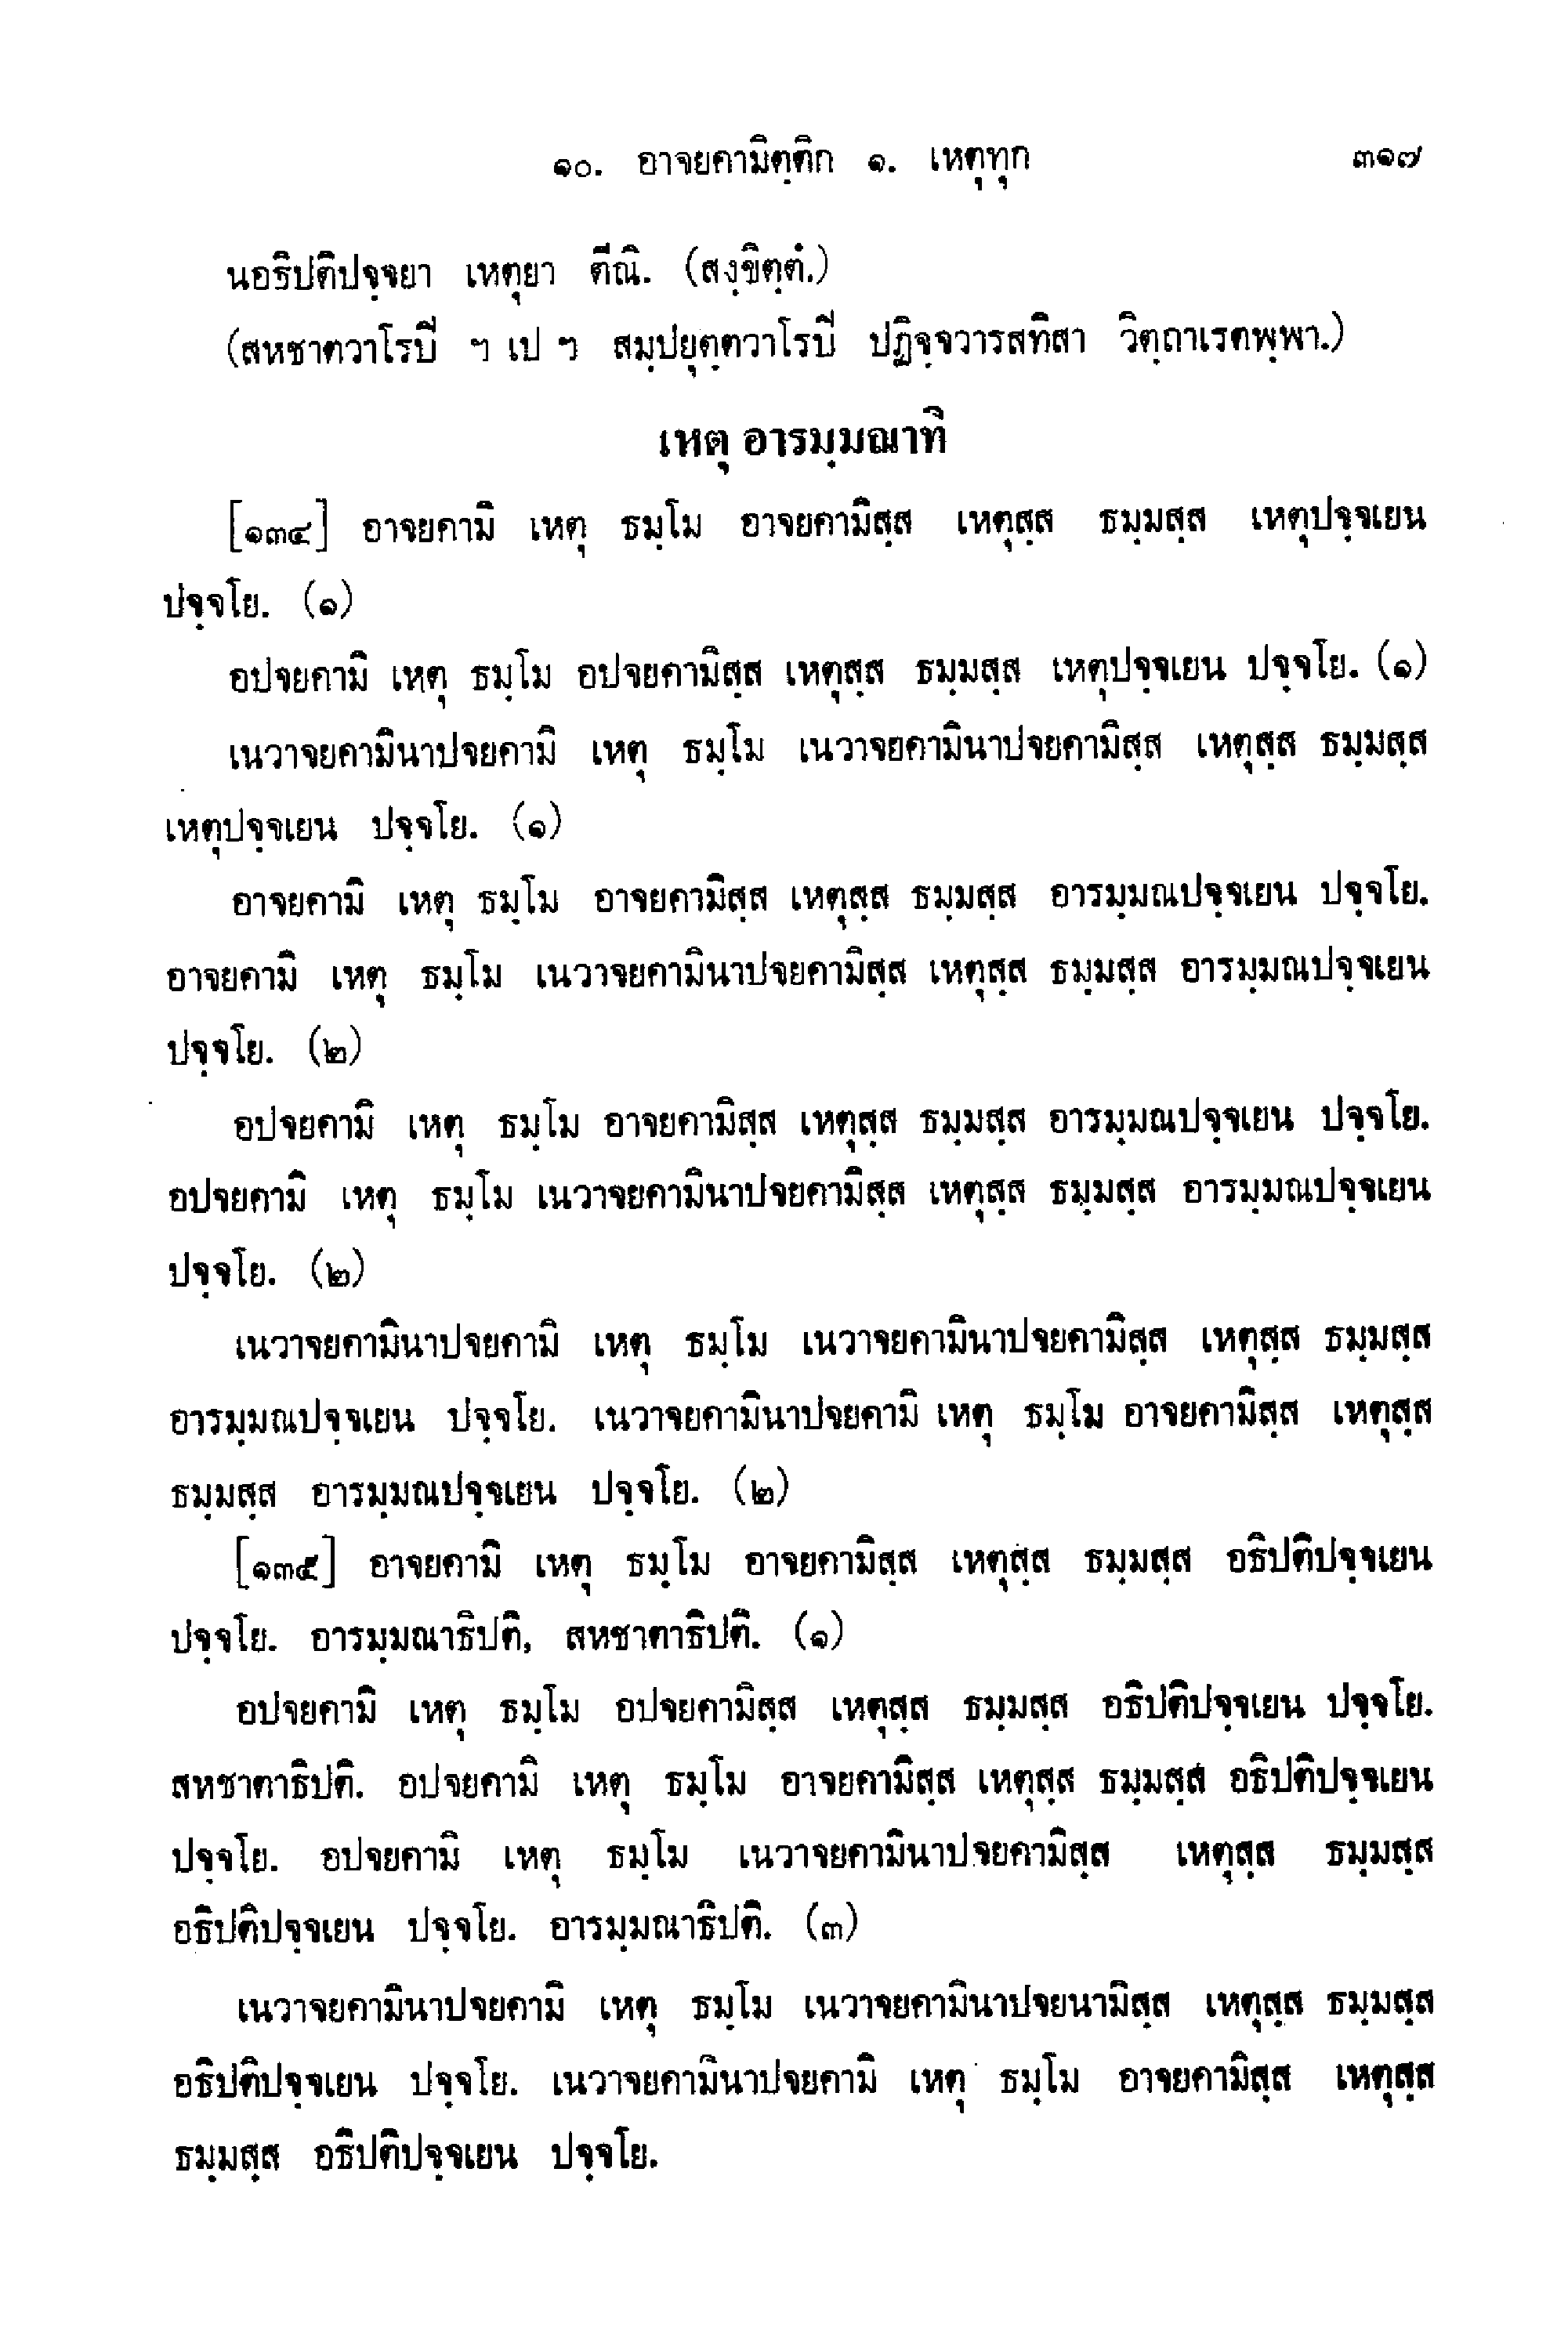 ๑๐. อาจยคามิตฺติก ๑. เหตุทุก ๓๑๗
นอธิปติปจฺจยา เหตุยา ตีณิ. (สงฺขิตฺตํ.)
(สหชาตวาโรปิ ฯ เป ฯ สมฺปยุตฺตวาโรปิ ปฏิจฺจวารสทิสา วิตฺถาเรตพฺพา.)
เหตุ อารมฺมณาทิ
[๑๓๔] อาจยคามิ เหตุ ธมฺโม อาจยคามิสฺส เหตุสฺส ธมฺมสฺส เหตุปจฺจเยน
ปจฺจโย. (๑)
อปจยคามิ เหตุ ธมฺโม อปจยคามิสฺส เหตุสฺส ธมฺมสฺส เหตุปจฺจเยน ปจฺจโย. (๑)
เนวาจยคามินาปจยคามิ เหตุ ธมฺโม เนวาจยคามินาปจยคามิสฺส เหตุสฺส ธมฺมสฺส
เหตุปจฺจเยน ปจฺจโย. (๑)
อาจยคามิ เหตุ ธมฺโม อาจยคามิสฺส เหตุสฺส ธมฺมสฺส อารมฺมณปจฺจเยน ปจฺจโย.
อาจยคามิ เหตุ ธมฺโม เนวาจยคามินาปจยคามิสฺส เหตุสฺส ธมฺมสฺส อารมฺมณปจฺจเยน
ปจฺจโย. (๒)
อปจยคามิ เหตุ ธมฺโม อาจยคามิสฺส เหตุสฺส ธมฺมสฺส อารมฺมณปจฺจเยน ปจฺจโย.
อปจยคามิ เหตุ ธมฺโม เนวาจยคามินาปจยคามิสฺส เหตุสฺส ธมฺมสฺส อารมฺมณปจฺจเยน
ปจฺจโย. (๒)
เนวาจยคามินาปจยคามิ เหตุ ธมฺโม เนวาจยคามินาปจยคามิสฺส เหตุสฺส ธมฺมสฺส
อารมฺมณปจฺจเยน ปจฺจโย. เนวาจยคามินาปจยคามิ เหตุ ธมฺโม อาจยคามิสฺส เหตุสฺส
ธมฺมสฺส อารมฺมณปจฺจเยน ปจฺจโย. (๒)
[๑๓๕] อาจยคามิ เหตุ ธมฺโม อาจยคามิสฺส เหตุสฺส ธมฺมสฺส อธิปติปจฺจเยน
ปจฺจโย. อารมฺมณาธิปติ, สหชาตาธิปติ. (๑)
อปจยคามิ เหตุ ธมฺโม อปจยคามิสฺส เหตุสฺส ธมฺมสฺส อธิปติปจฺจเยน ปจฺจโย.
สหชาตาธิปติ. อปจยคามิ เหตุ ธมฺโม อาจยคามิสฺส เหตุสฺส ธมฺมสฺส อธิปติปจฺจเยน
ปจฺจโย. อปจยคามิ เหตุ ธมฺโม เนวาจยคามินาปจยคามิสฺส เหตุสฺส ธมฺมสฺส
อธิปติปจฺจเยน ปจฺจโย. อารมฺมณาธิปติ. (๓)
เนวาจยคามินาปจยคามิ เหตุ ธมฺโม เนวาจยคามินาปจยนามิสฺส เหตุสฺส ธมฺมสฺส
อธิปติปจฺจเยน ปจฺจโย. เนวาจยคามินาปจยคามิ เหตุ ธมฺโม อาจยคามิสฺส เหตุสฺส
ธมฺมสฺส อธิปติปจฺจเยน ปจฺจโย.